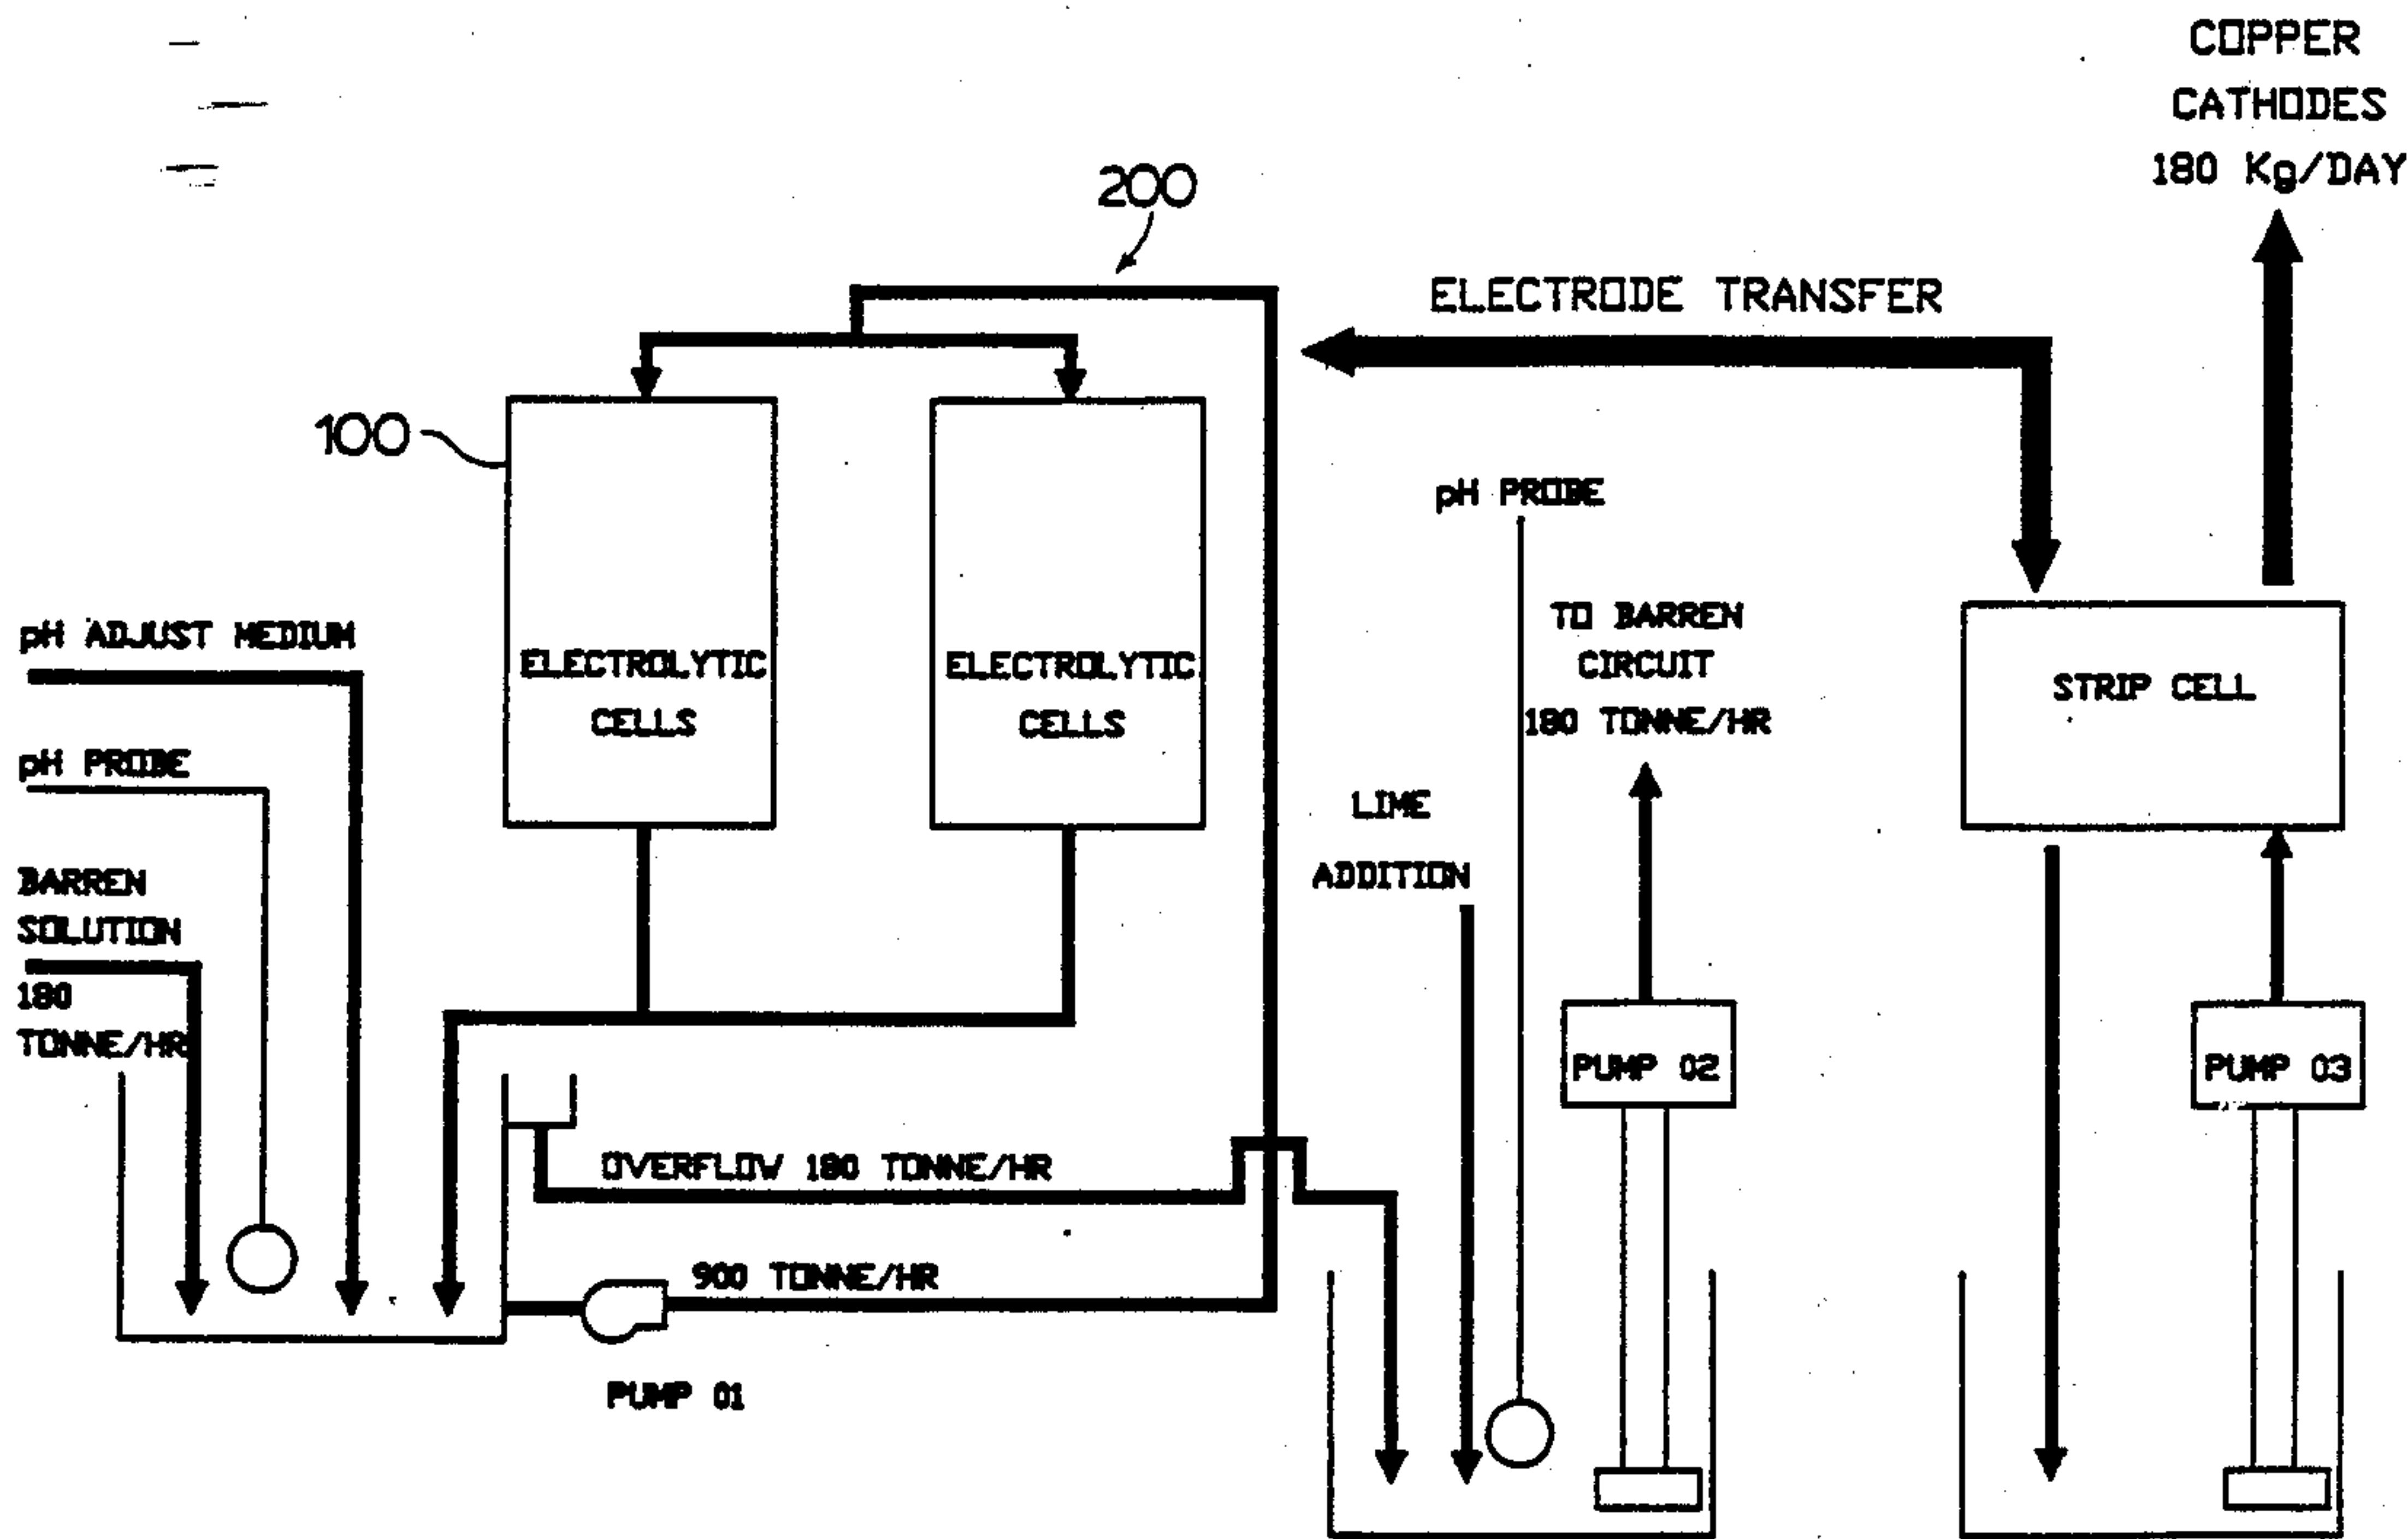 COPPER
CATHODES
180 Kg/DAY
200
ELECTRODE TRANSFER
100
pH PROBE
TO BARREN
CIRCUIT
180 TONNE/HR
pH ADJUST MEDIUM
ELECTROLYTIC
CELLS
ELECTROLYTIC
CELLS
STRIP CELL
pH PROBE
LIME
ADDITION
BARREN
SOLUTION
180
TONNE/HR
PUMP 02
PUMP 03
OVERFLOW 180 TONNE/HR
900 TONNE/HR
PUMP 01